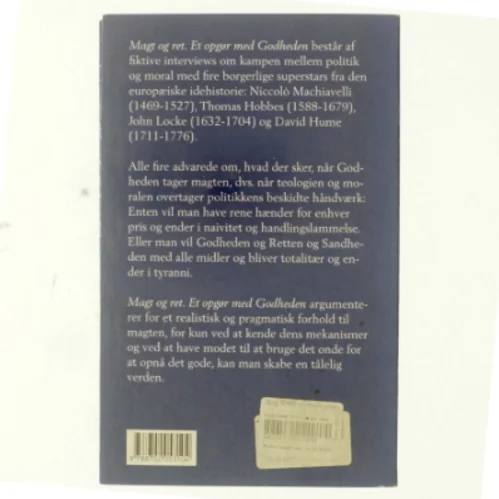 Magt og ret. Et opgør med Godheden består af
fiktive interviews om kampen mellem politik
og moral med fire borgerlige superstars fra den
europæiske idehistorie: Niccolò Machiavelli
(1469-1527), Thomas Hobbes (1588-1679),
John Locke (1632-1704) og David Hume
(1711-1776).
Alle fire advarede om, hvad der sker, når God-
heden tager magten, dvs. når teologien og mo-
ralen overtager politikkens beskidte håndværk:
Enten vil man have rene hænder for enhver
pris og ender i naivitet og handlingslammelse.
Eller man vil Godheden og Retten og Sandhe-
den med alle midler og bliver totalitær og en-
der i tyranni.
Magt og ret. Et opgør med Godheden argumente-
rer for et realistisk og pragmatisk forhold til
magten, for kun ved at kende dens mekanismer
og ved at have modet til at bruge det onde for
at opnå det gode, kan man skabe en tålelig
verden.